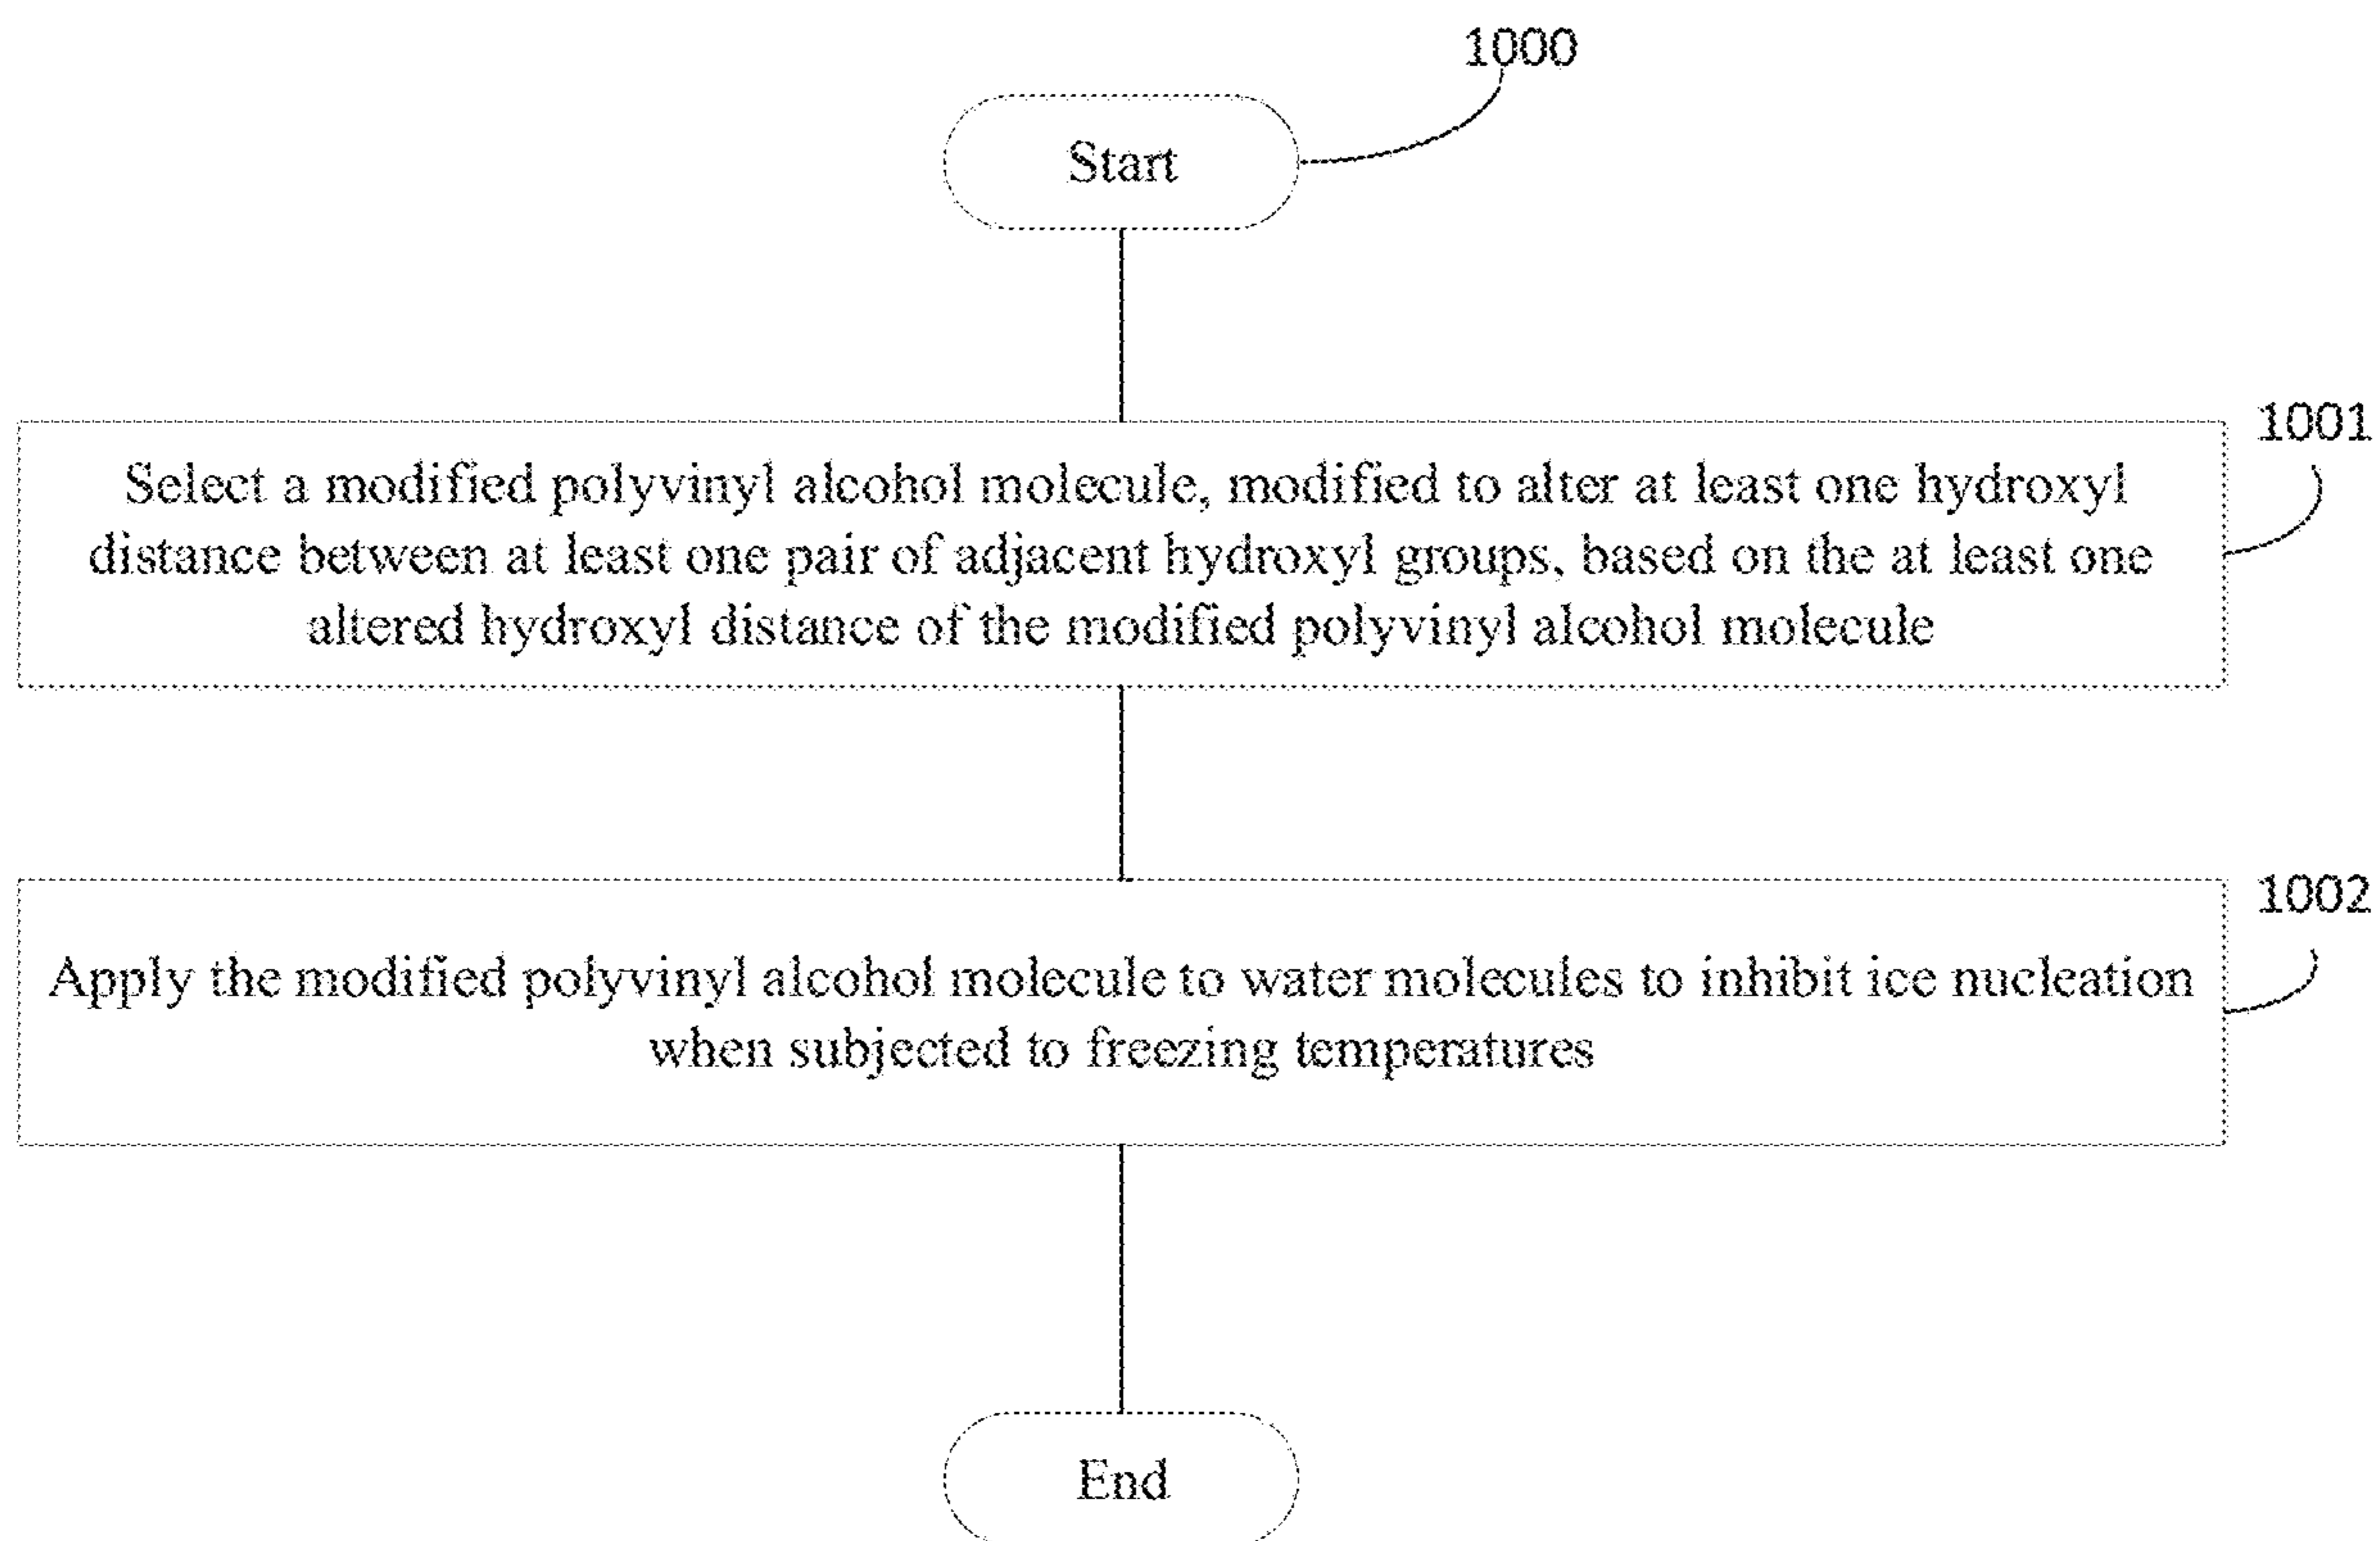 1000
Start
1001
Select a modified polyvinyl alcohol molecule, modified to alter at least one hydroxyl
distance between at least one pair of adjacent hydroxyl groups, based on the at least one
altered hydroxyl distance of the modified polyvinyl alcohol molecule
1002
Apply the modified polyvinyl alcohol molecule to water molecules to inhibit ice nucleation
when subjected to freezing temperatures
End